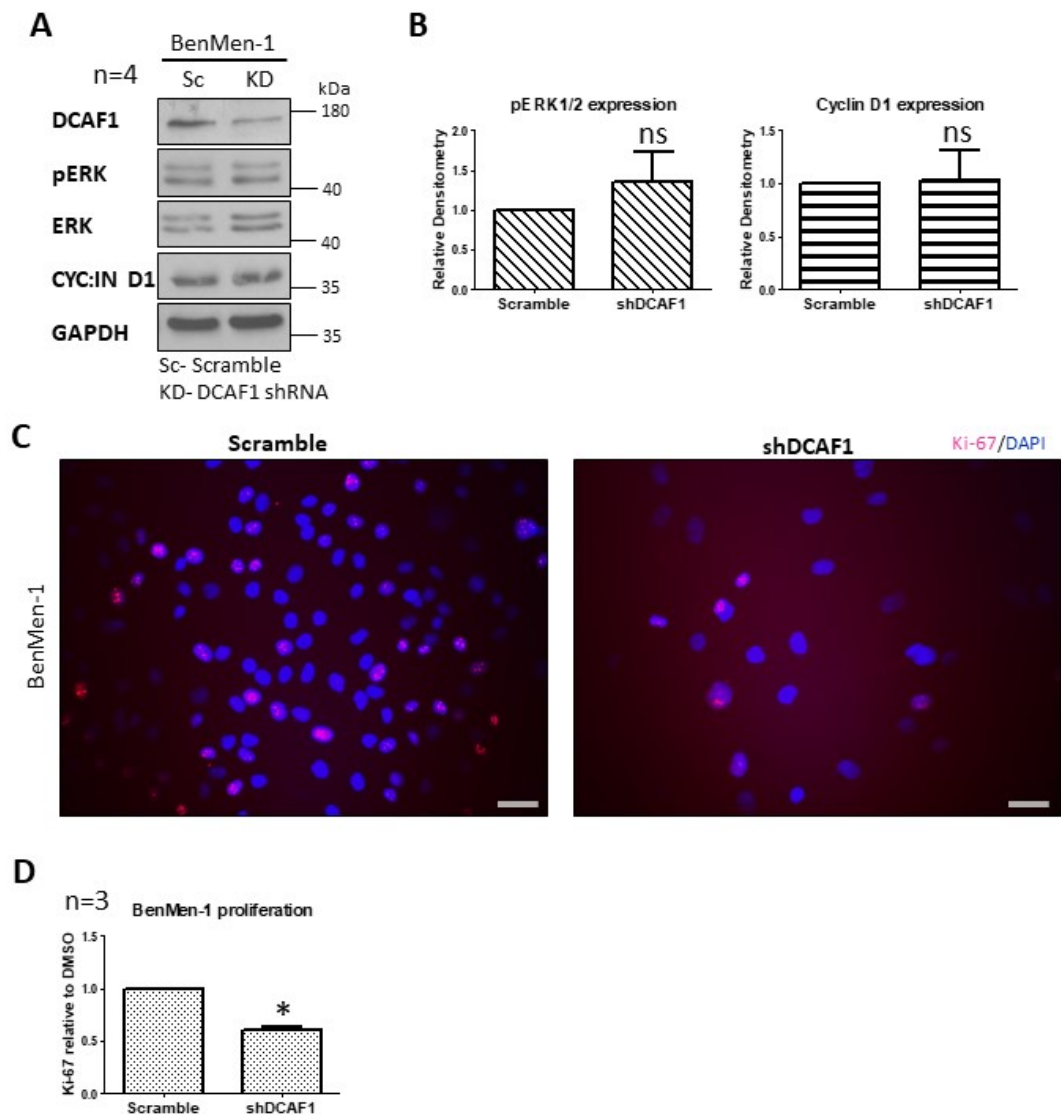 A
BenMen-1
n=4
Sc KD
kDa
DCAF1
180
pERK
40
ERK
40
CYC:IN D1
35
GAPDH
35
Sc- Scramble
KD- DCAF1 shRNA
B
pERK1/2 expression
Relative Densitometry
2.0
1.5
1.0
0.5
0.0
ns
Scramble shDCAF1
Cyclin D1 expression
Relative Densitometry
1.5
1.0
0.5
0.0
ns
Scramble shDCAF1
C
Scramble
shDCAF1
Ki-67/DAPI
BenMen-1
D
n=3
BenMen-1 proliferation
Ki-67 relative to DMSO
1.5
1.0
0.5
0.0
*
Scramble shDCAF1